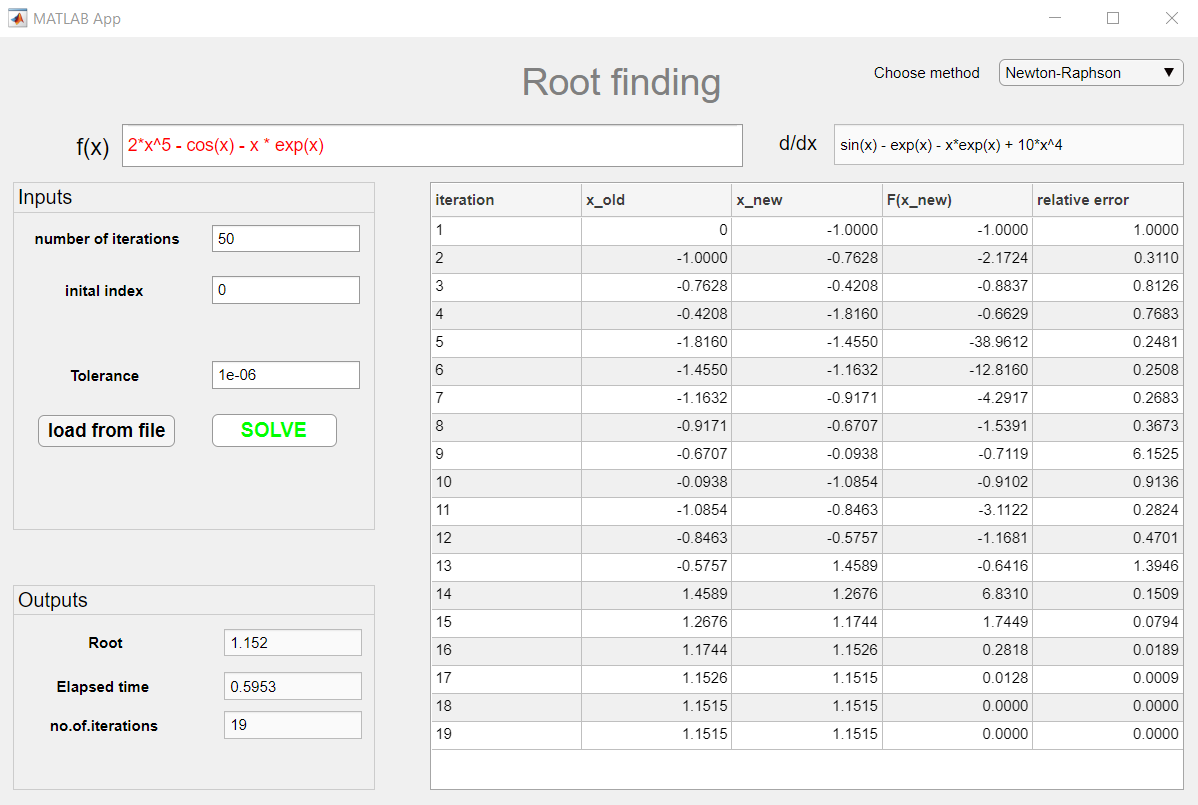 MATLAB App
Root finding
Choose method Newton-Raphson
f(x) 2*x^5 - cos(x) - x * exp(x)
d/dx sin(x) - exp(x) - x*exp(x) + 10*x^4
Inputs
number of iterations 50
inital index 0
Tolerance 1e-06
load from file SOLVE
Outputs
Root 1.152
Elapsed time 0.5953
no.of.iterations 19
iteration x_old x_new F(x_new) relative error
1 0 -1.0000 -1.0000 1.0000
2 -1.0000 -0.7628 -2.1724 0.3110
3 -0.7628 -0.4208 -0.8837 0.8126
4 -0.4208 -1.8160 -0.6629 0.7683
5 -1.8160 -1.4550 -38.9612 0.2481
6 -1.4550 -1.1632 -12.8160 0.2508
7 -1.1632 -0.9171 -4.2917 0.2683
8 -0.9171 -0.6707 -1.5391 0.3673
9 -0.6707 -0.0938 -0.7119 6.1525
10 -0.0938 -1.0854 -0.9102 0.9136
11 -1.0854 -0.8463 -3.1122 0.2824
12 -0.8463 -0.5757 -1.1681 0.4701
13 -0.5757 1.4589 -0.6416 1.3946
14 1.4589 1.2676 6.8310 0.1509
15 1.2676 1.1744 1.7449 0.0794
16 1.1744 1.1526 0.2818 0.0189
17 1.1526 1.1515 0.0128 0.0009
18 1.1515 1.1515 0.0000 0.0000
19 1.1515 1.1515 0.0000 0.0000